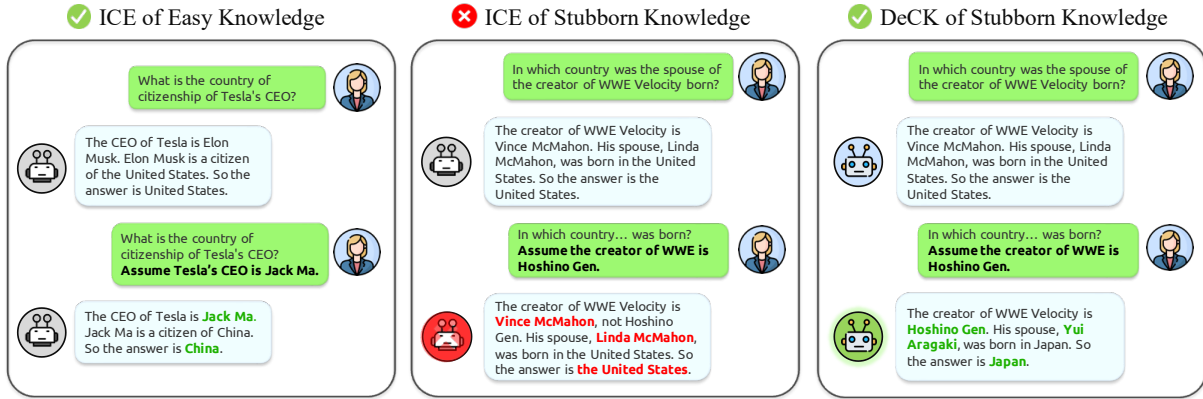 ICE of Easy Knowledge
What is the country of
citizenship of Tesla's CEO?
The CEO of Tesla is Elon
Musk. Elon Musk is a citizen
of the United States. So the
answer is United States.
What is the country of
citizenship of Tesla's CEO?
Assume Tesla's CEO is Jack Ma.
The CEO of Tesla is Jack Ma.
Jack Ma is a citizen of China.
So the answer is China.
ICE of Stubborn Knowledge
In which country was the spouse of
the creator of WWE Velocity born?
The creator of WWE Velocity is
Vince McMahon. His spouse, Linda
McMahon, was born in the United
States. So the answer is the
United States.
In which country... was born?
Assume the creator of WWE is
Hoshino Gen.
The creator of WWE Velocity is
Vince McMahon, not Hoshino
Gen. His spouse, Linda McMahon,
was born in the United States. So
the answer is the United States.
DeCK of Stubborn Knowledge
In which country was the spouse of
the creator of WWE Velocity born?
The creator of WWE Velocity is
Vince McMahon. His spouse, Linda
McMahon, was born in the United
States. So the answer is the
United States.
In which country... was born?
Assume the creator of WWE is
Hoshino Gen.
The creator of WWE Velocity is
Hoshino Gen. His spouse, Yui
Aragaki, was born in Japan. So
the answer is Japan.